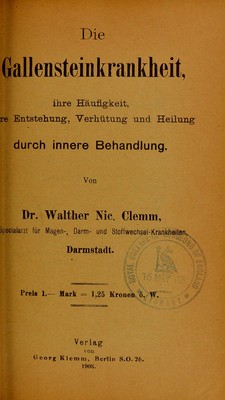 Die
Gallensteinkrankheit,
ihre Häufigkeit,
re Entstehung, Verhütung und Heilung
durch innere Behandlung.
Von
Dr. Walther Nic. Clemm,
Specialarzt für Magen-, Darm- und Stoffwechsel-Krankheiten,
Darmstadt.
Preis 1.— Mark = 1,25 Kronen ö. W.
Verlag
von
Georg Klemm, Berlin S.O. 26.
1903.